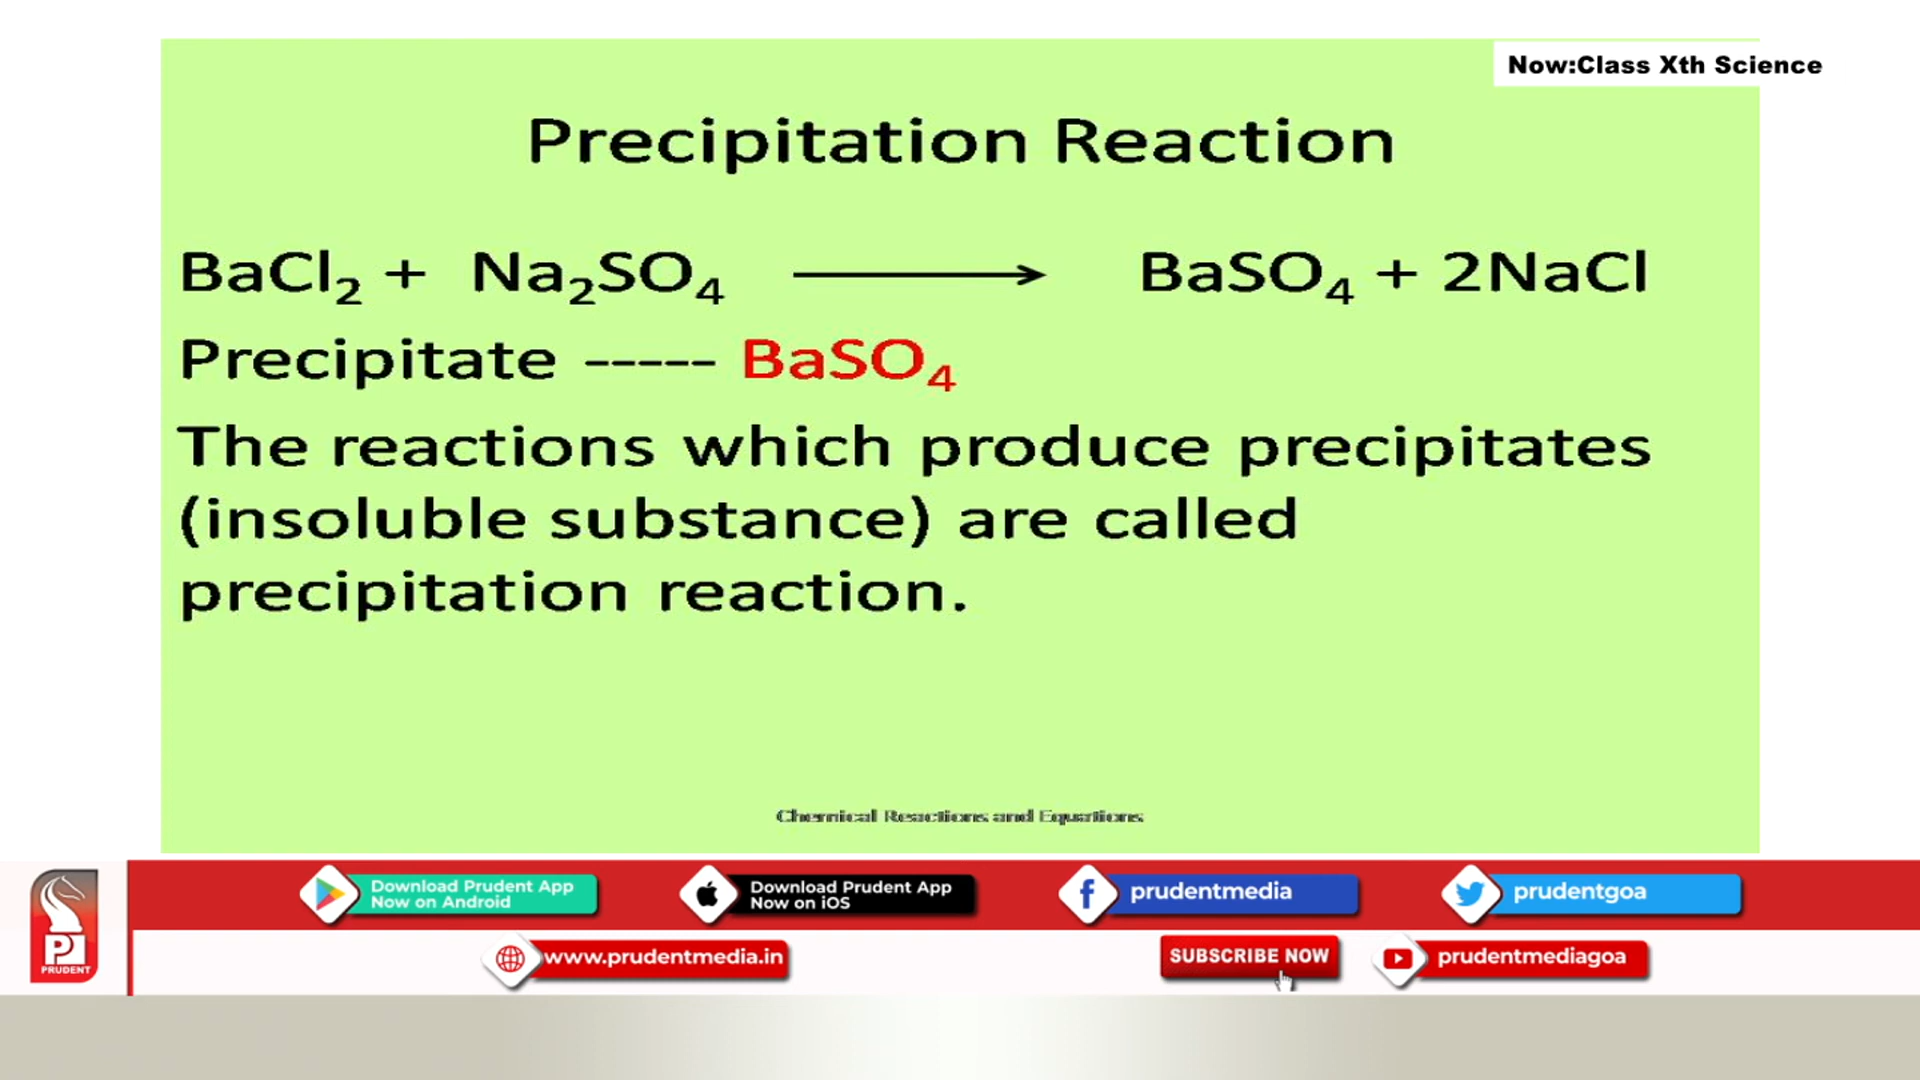 Now:Class Xth Science
Precipitation Reaction
BaCl₂ + Na₂SO₄ ⟶ BaSO₄ + 2NaCl
Precipitate ----- BaSO₄
The reactions which produce precipitates
(insoluble substance) are called
precipitation reaction.
Chemical Reactions and Equations
Download Prudent App
Now on Android
Download Prudent App
Now on iOS
prudentmedia
prudentgoa
PRUDENT
www.prudentmedia.in
SUBSCRIBE NOW
prudentmediagoa